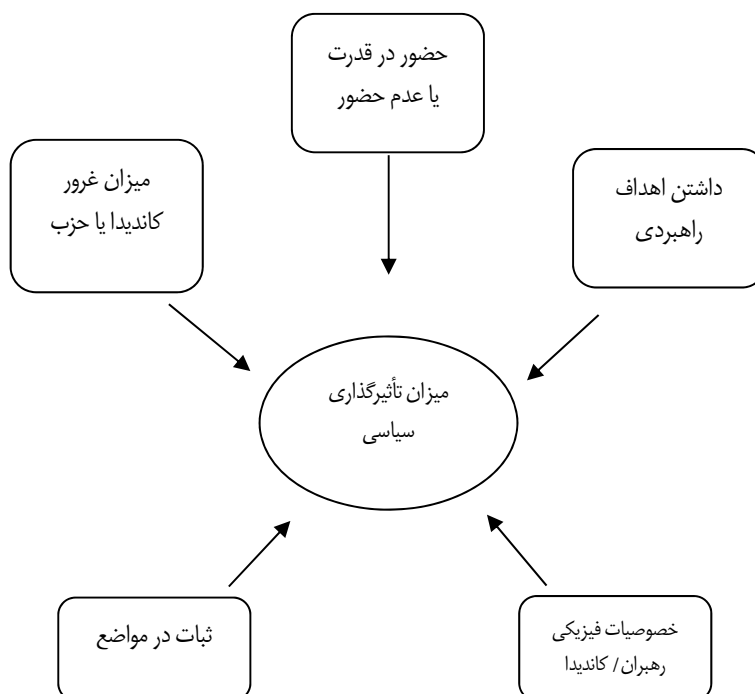 حضور در قدرت
یا عدم حضور
داشتن اهداف
راهبردی
میزان غرور
کاندیدا یا حزب
میزان تأثیرگذاری
سیاسی
خصوصیات فیزیکی
رهبران/ کاندیدا
ثبات در مواضع